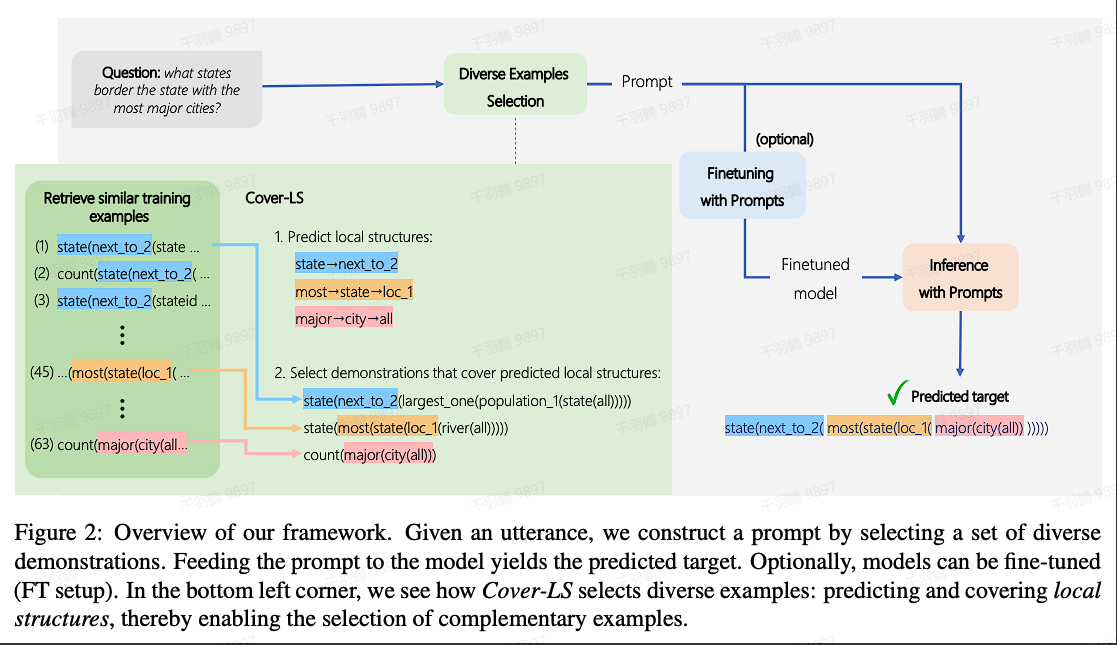 Question: what states
border the state with the
most major cities?
Diverse Examples
Selection
Prompt
(optional)
Finetuning
with Prompts
Finetuned
model
Inference
with Prompts
Predicted target
state(next_to_2( most(state(loc_1( major(city(all)) )))))
Retrieve similar training
examples
(1) state(next_to_2(state ...
(2) count(state(next_to_2( ...
(3) state(next_to_2(stateid ...
(45) ...(most(state(loc_1( ...
(63) count(major(city(all...
Cover-LS
1. Predict local structures:
state→next_to_2
most→state→loc_1
major→city→all
2. Select demonstrations that cover predicted local structures:
state(next_to_2(largest_one(population_1(state(all)))))
state(most(state(loc_1(river(all)))))
count(major(city(all)))
Figure 2: Overview of our framework. Given an utterance, we construct a prompt by selecting a set of diverse
demonstrations. Feeding the prompt to the model yields the predicted target. Optionally, models can be fine-tuned
(FT setup). In the bottom left corner, we see how Cover-LS selects diverse examples: predicting and covering local
structures, thereby enabling the selection of complementary examples.
千羽鹤 9897